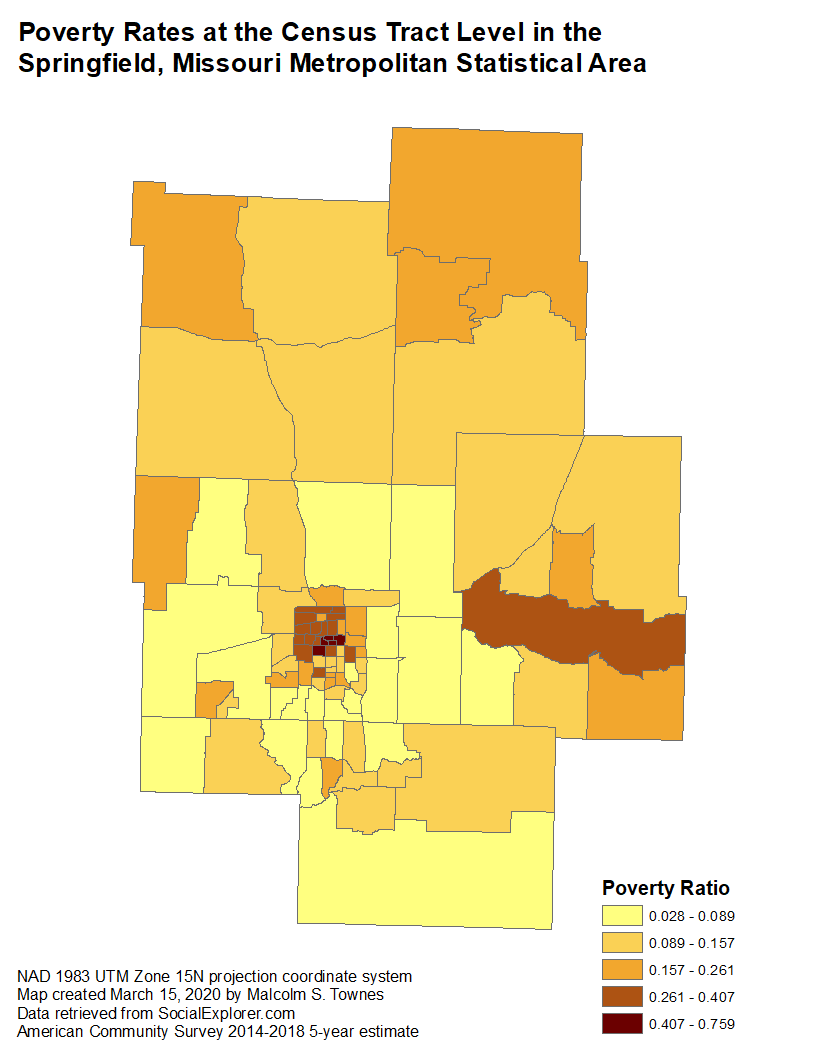 Poverty Rates at the Census Tract Level in the
Springfield, Missouri Metropolitan Statistical Area
Poverty Ratio
0.028 - 0.089
0.089 - 0.157
0.157 - 0.261
0.261 - 0.407
0.407 - 0.759
NAD 1983 UTM Zone 15N projection coordinate system
Map created March 15, 2020 by Malcolm S. Townes
Data retrieved from SocialExplorer.com
American Community Survey 2014-2018 5-year estimate